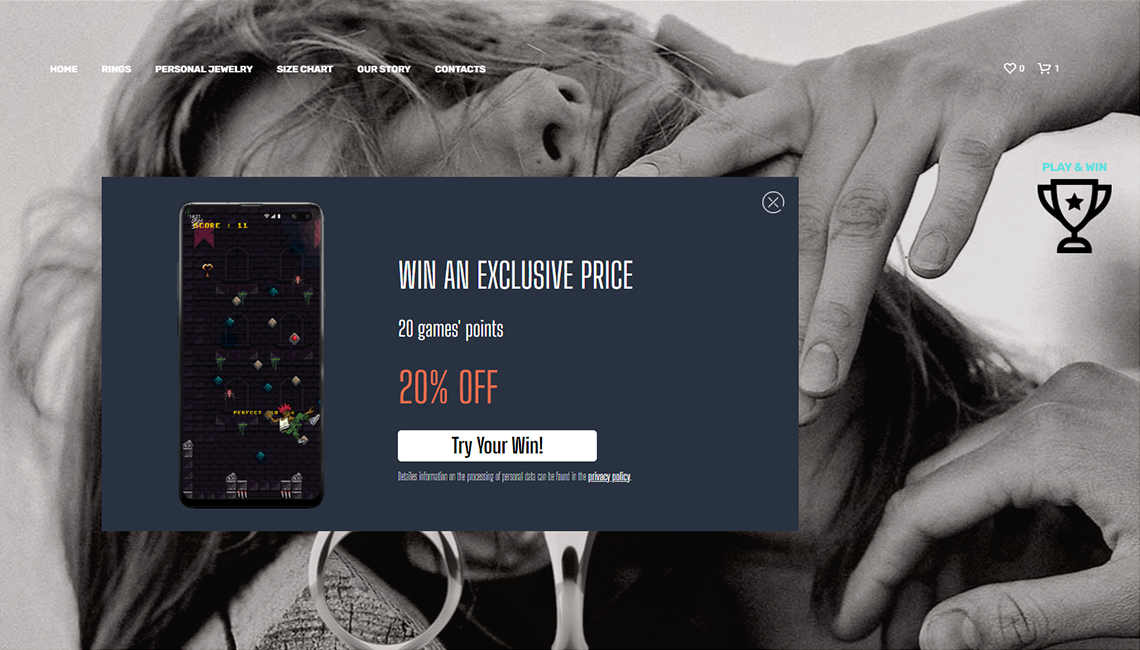 HOME RINGS PERSONAL JEWELRY SIZE CHART OUR STORY CONTACTS 0 1
PLAY & WIN
14:21
SCORE : 11
WIN AN EXCLUSIVE PRICE
20 games' points
20% OFF
PERFECT
Try Your Win!
Detailes information on the processing of personal data can be found in the privacy policy.